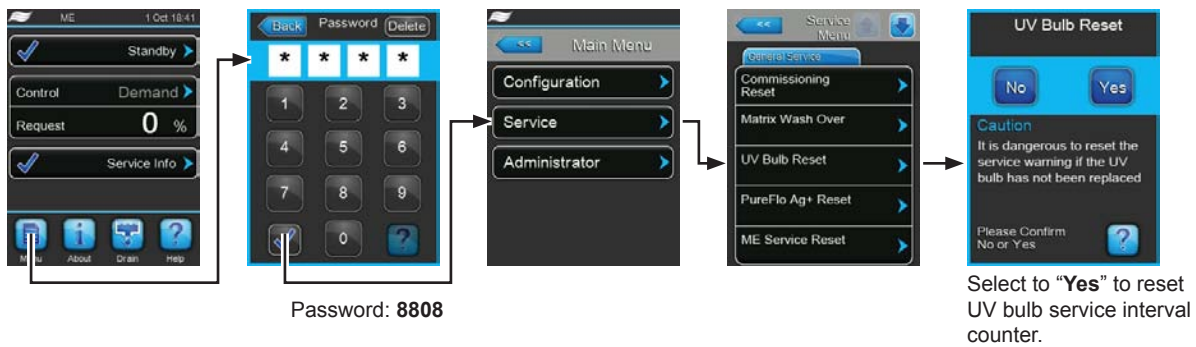 ME 1 Oct 18:41
Standby
Control Demand
Request 0 %
Service Info
Menu About Drain Help
Back Password Delete
* * * *
1 2 3
4 5 6
7 8 9
0 ?
Password: 8808
<<
Main Menu
Configuration
Service
Administrator
<<
Service
Menu
General Service
Commissioning
Reset
Matrix Wash Over
UV Bulb Reset
PureFlo Ag+ Reset
ME Service Reset
UV Bulb Reset
No Yes
Caution
It is dangerous to reset the
service warning if the UV
bulb has not been replaced
Please Confirm
No or Yes
?
Select to “Yes” to reset
UV bulb service interval
counter.